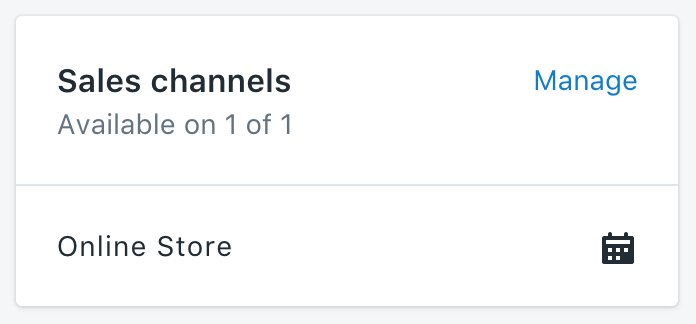 Sales channels
Manage
Available on 1 of 1
Online Store